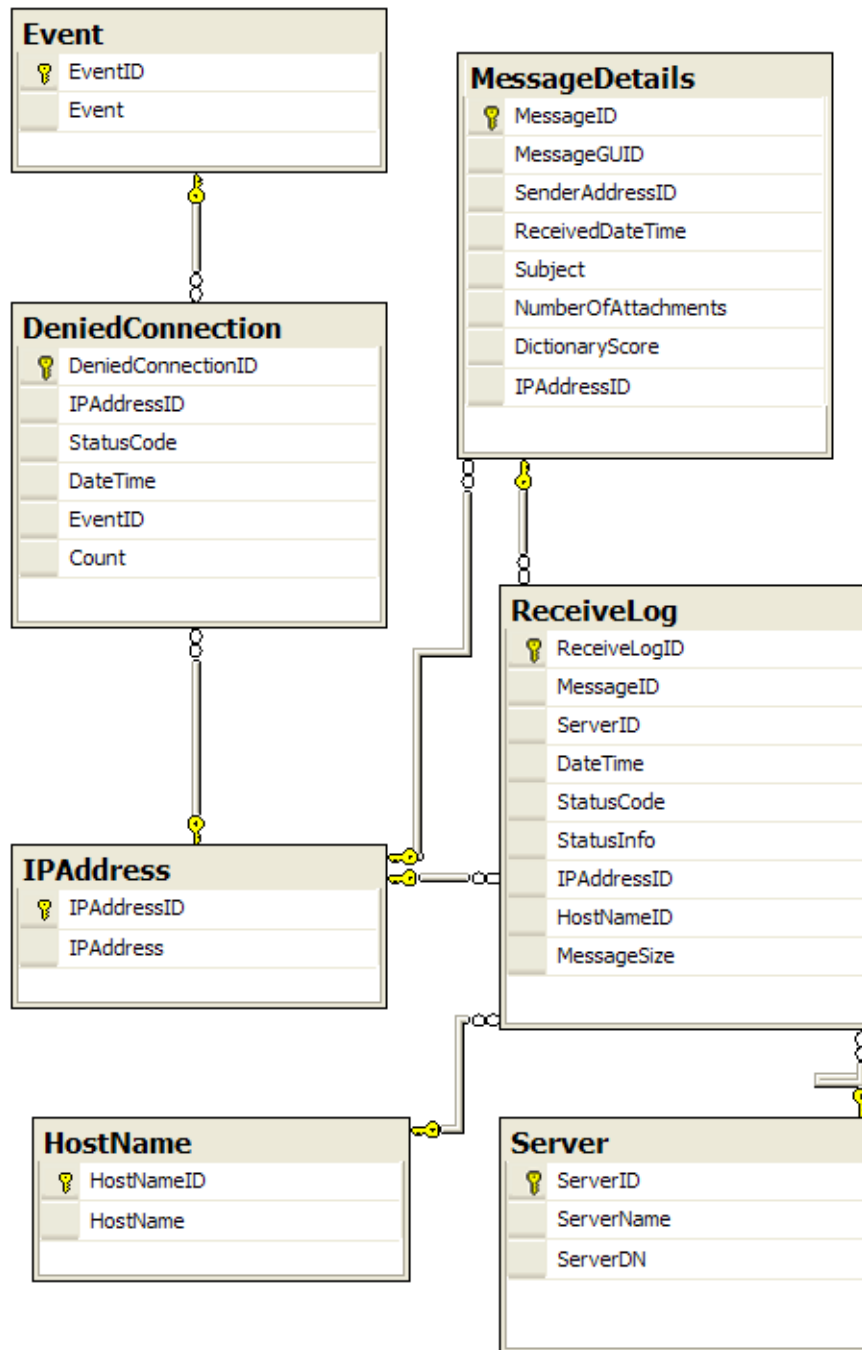 Event
EventID
Event
MessageDetails
MessageID
MessageGUID
SenderAddressID
ReceivedDateTime
Subject
NumberOfAttachments
DictionaryScore
IPAddressID
DeniedConnection
DeniedConnectionID
IPAddressID
StatusCode
DateTime
EventID
Count
ReceiveLog
ReceiveLogID
MessageID
ServerID
DateTime
StatusCode
StatusInfo
IPAddressID
HostNameID
MessageSize
IPAddress
IPAddressID
IPAddress
HostName
HostNameID
HostName
Server
ServerID
ServerName
ServerDN